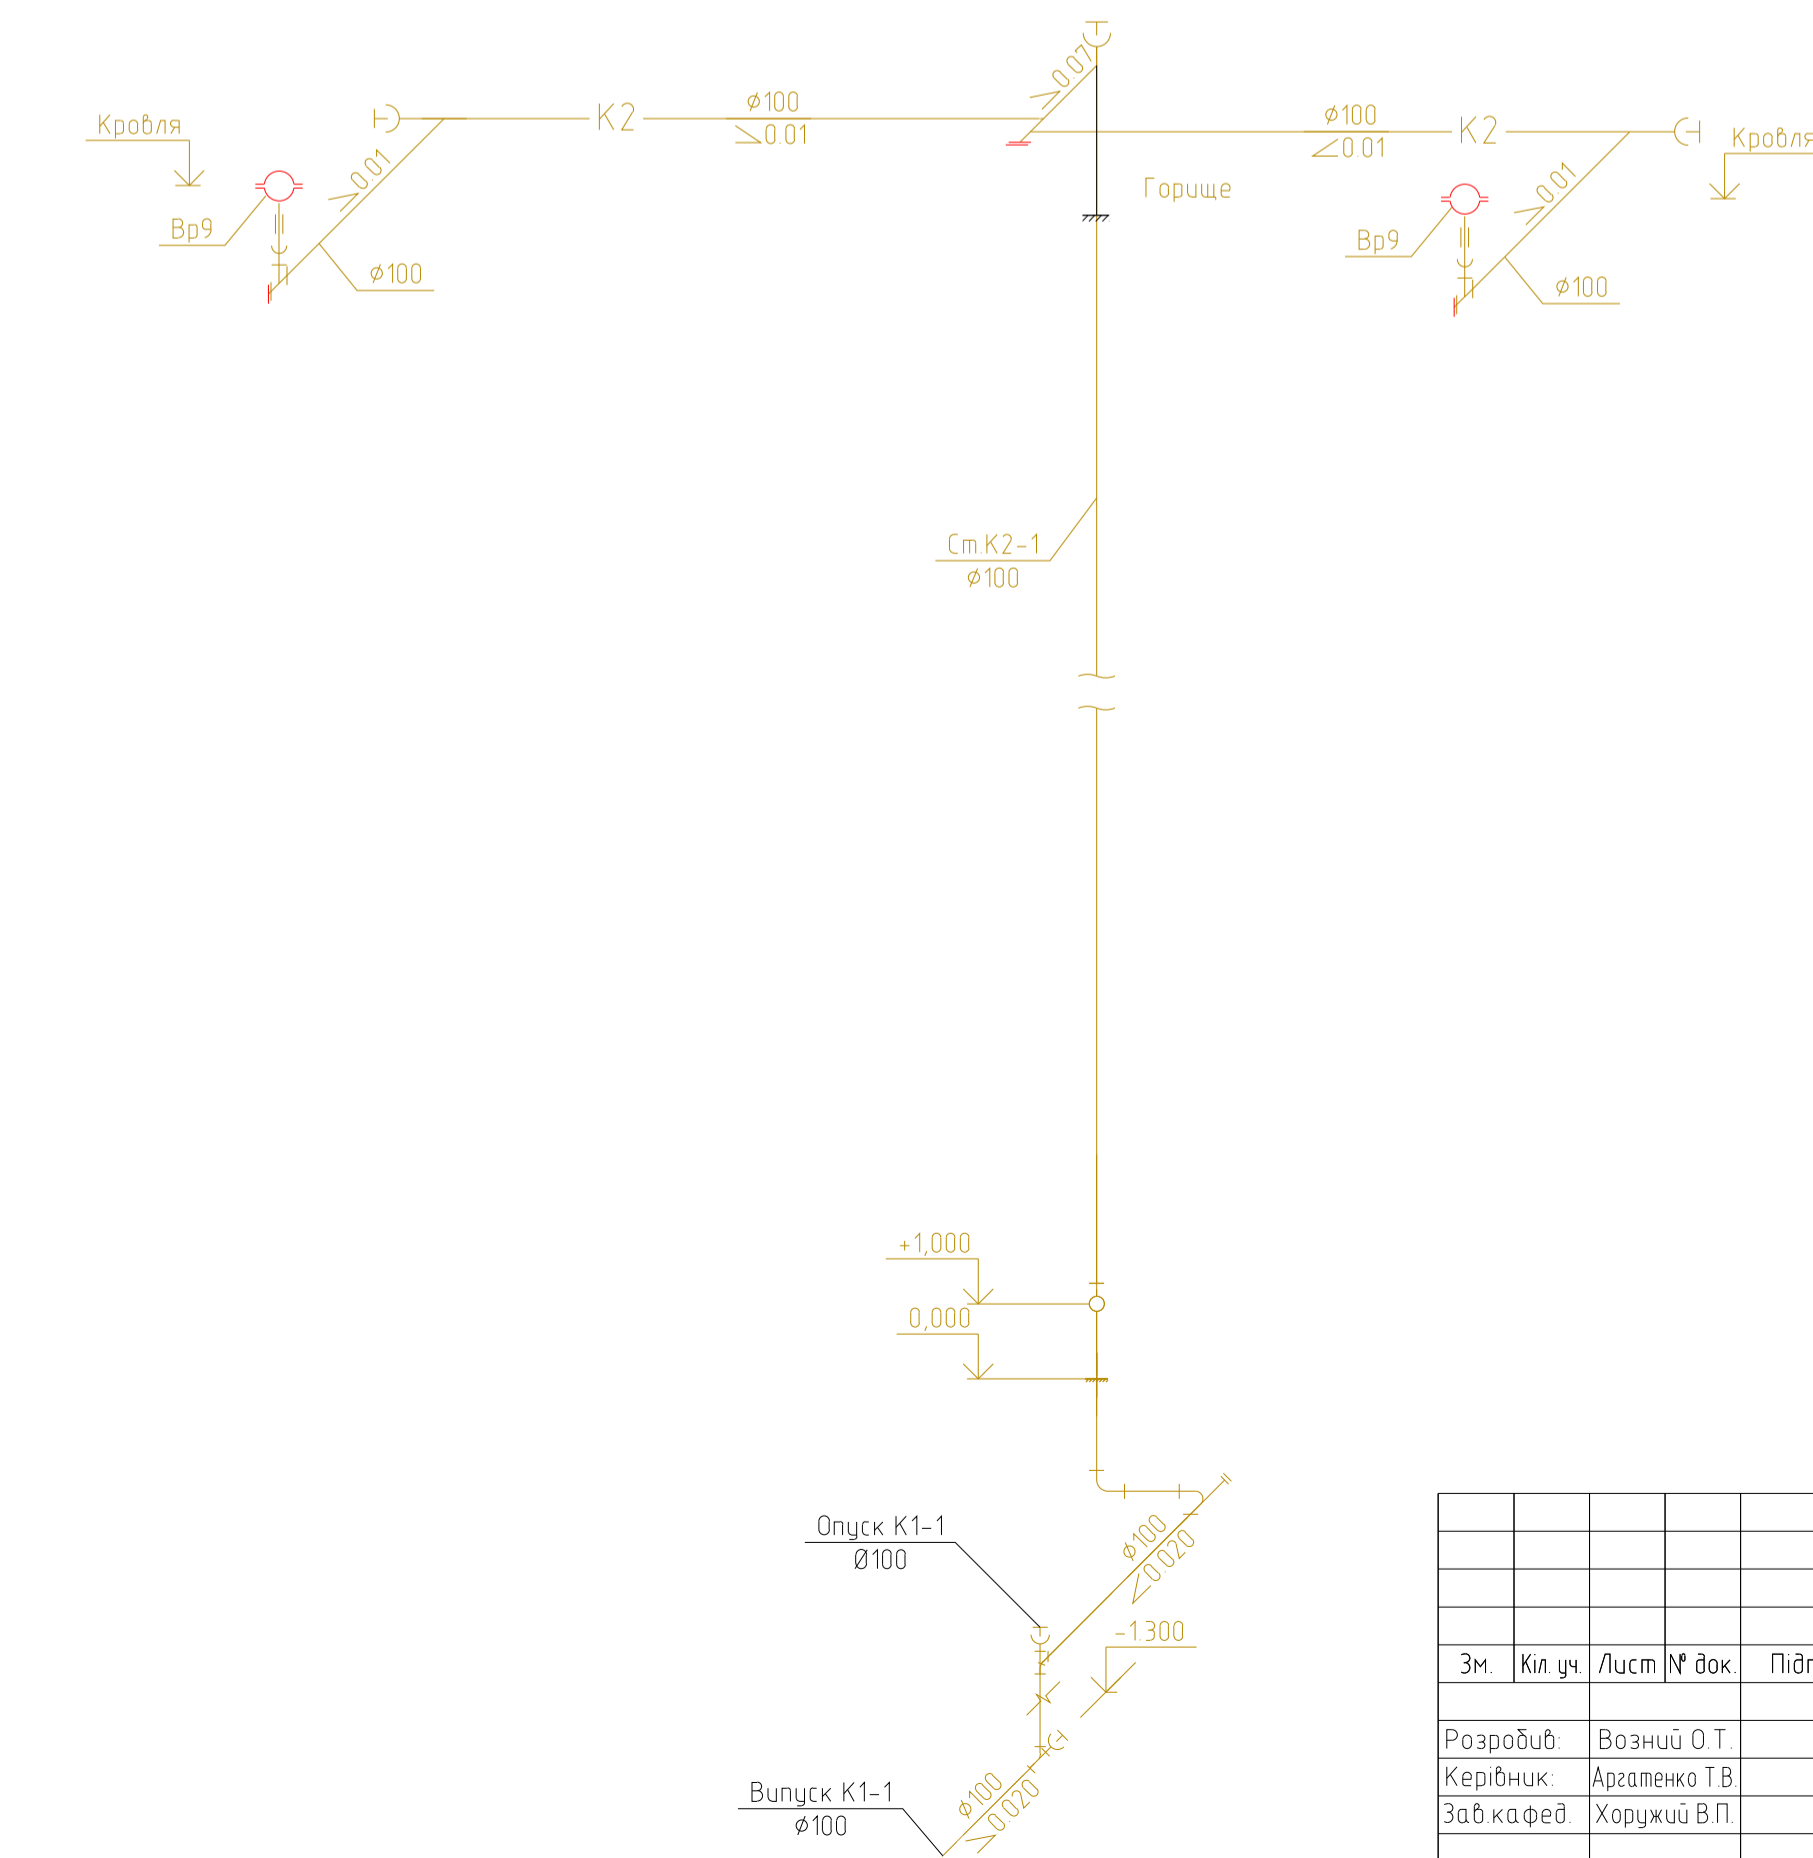 0.07
K2
Ø100
0.01
Ø100
0.01
K2
Кровля
Кровля
0.01
0.01
Горище
Вр9
Вр9
Ø100
Ø100
Ст.К2-1
Ø100
+1,000
0,000
Опуск К1-1
Ø100
Ø100
0.020
-1.300
Зм. Кіл. уч. Лист № док.
Розробив: Возний О.Т.
Керівник: Аргатенко Т.В.
Зав.кафед. Хоружий В.П.
Випуск К1-1
Ø100
Ø100
0.020